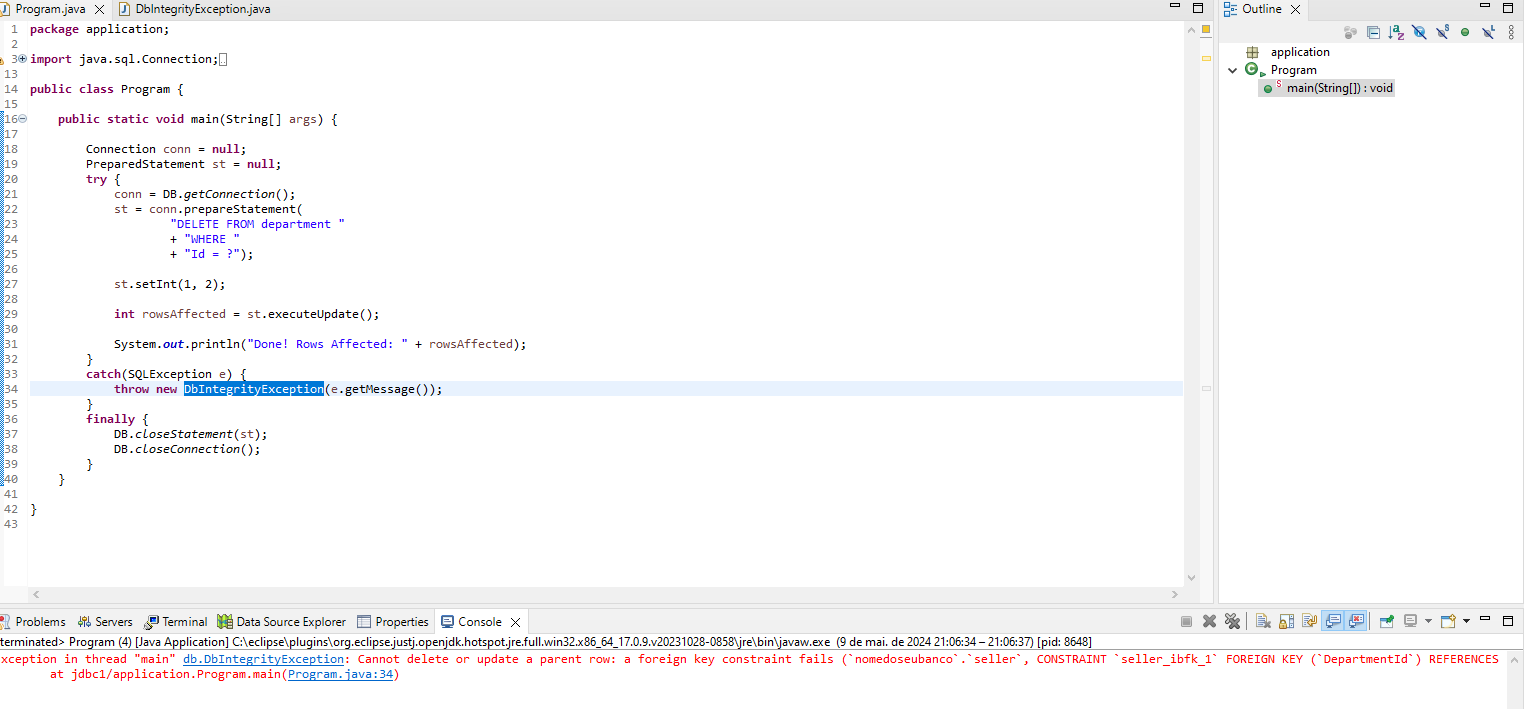 Program.java DbIntegrityException.java
Outline
1 package application;
2
3 import java.sql.Connection;
13
14 public class Program {
15
16 public static void main(String[] args) {
17
18 Connection conn = null;
19 PreparedStatement st = null;
20 try {
21 conn = DB.getConnection();
22 st = conn.prepareStatement(
23 "DELETE FROM department "
24 + "WHERE "
25 + "Id = ?");
26
27 st.setInt(1, 2);
28
29 int rowsAffected = st.executeUpdate();
30
31 System.out.println("Done! Rows Affected: " + rowsAffected);
32 }
33 catch(SQLException e) {
34 throw new DbIntegrityException(e.getMessage());
35 }
36 finally {
37 DB.closeStatement(st);
38 DB.closeConnection();
39 }
40 }
41
42 }
43
application
Program
main(String[]) : void
Problems Servers Terminal Data Source Explorer Properties Console
terminated> Program (4) [Java Application] C:\eclipse\plugins\org.eclipse.justj.openjdk.hotspot.jre.full.win32.x86_64_17.0.9.v20231028-0858\jre\bin\javaw.exe (9 de mai. de 2024 21:06:34 – 21:06:37) [pid: 8648]
xception in thread "main" db.DbIntegrityException: Cannot delete or update a parent row: a foreign key constraint fails (`nomedoseubanco`.`seller`, CONSTRAINT `seller_ibfk_1` FOREIGN KEY (`DepartmentId`) REFERENCES
at jdbc1/application.Program.main(Program.java:34)